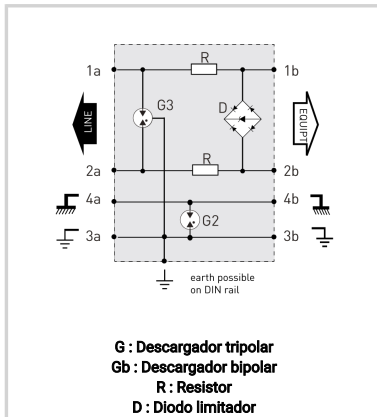 R
1a 1b
G3 D
LINE
EQUIPT
R
2a 2b
4a 4b
G2
3a 3b
earth possible
on DIN rail
G : Descargador tripolar
Gb : Descargador bipolar
R : Resistor
D : Diodo limitador